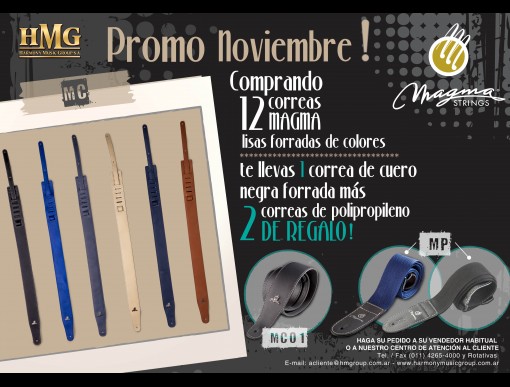 HMG
HARMONY MUSIC GROUP S.A.
Promo Noviembre!
Magma
STRINGS
MC
Comprando
12 correas
MAGMA
lisas forradas de colores
te llevas 1 correa de cuero
negra forrada más
2 correas de polipropileno
DE REGALO!
MC01
MP
HAGA SU PEDIDO A SU VENDEDOR HABITUAL
O A NUESTRO CENTRO DE ATENCIÓN AL CLIENTE
Tel. / Fax (011) 4265-4000 y Rotativas
E-mail: acliente@hmgroup.com.ar - www.harmonymusicgroup.com.ar